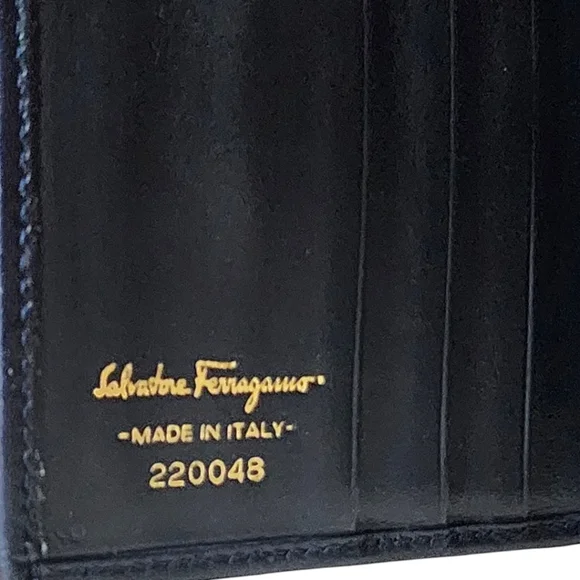 Salvatore Ferragamo
-MADE IN ITALY-
220048